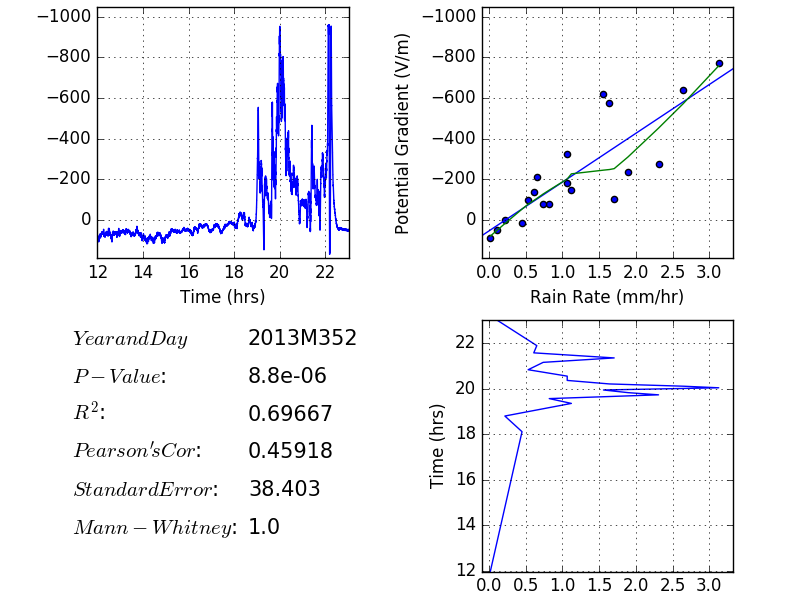 −1000
−800
−600
−400
−200
0
12 14 16 18 20 22
Time (hrs)
Potential Gradient (V/m)
−1000
−800
−600
−400
−200
0
0.0 0.5 1.0 1.5 2.0 2.5 3.0
Rain Rate (mm/hr)
YearandDay 2013M352
P−Value: 8.8e-06
R²: 0.69667
Pearson'sCor: 0.45918
StandardError: 38.403
Mann−Whitney: 1.0
Time (hrs)
22
20
18
16
14
12
0.0 0.5 1.0 1.5 2.0 2.5 3.0